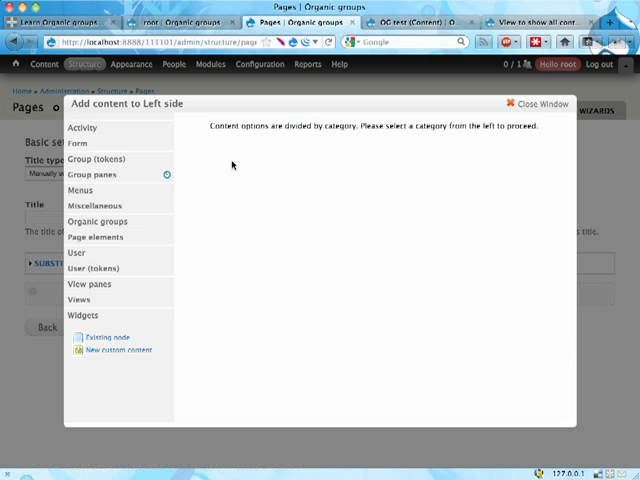 Pages | Organic groups
Learn Organic groups...
root | Organic groups
Pages | Organic groups
OG test (Content) | O...
View to show all cont...
http://localhost:8888/111101/admin/structure/page
Google
Content
Structure
Appearance
People
Modules
Configuration
Reports
Help
0 / 1
Hello root
Log out
Home » Administration » Structure » Pages
Pages
WIZARDS
Add content to Left side
Close Window
Activity
Form
Group (tokens)
Group panes
Menus
Miscellaneous
Organic groups
Page elements
User
User (tokens)
View panes
Views
Widgets
Existing node
New custom content
Content options are divided by category. Please select a category from the left to proceed.
Basic se
Title type
Manually s
Title
The title of
s title.
SUBSTI
Back
127.0.0.1